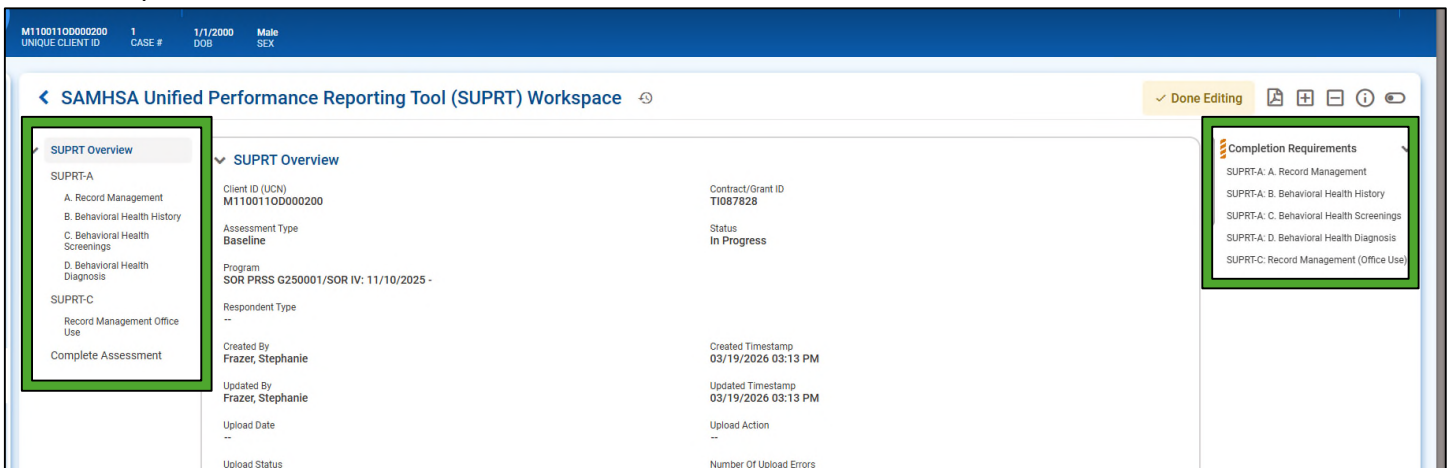 M110011OD000200 1 1/1/2000 Male
UNIQUE CLIENT ID CASE # DOB SEX
SAMHSA Unified Performance Reporting Tool (SUPRT) Workspace
Done Editing
SUPRT Overview
SUPRT-A
A. Record Management
B. Behavioral Health History
C. Behavioral Health
Screenings
D. Behavioral Health
Diagnosis
SUPRT-C
Record Management Office
Use
Complete Assessment
SUPRT Overview
Client ID (UCN) Contract/Grant ID
M110011OD000200 TI087828
Assessment Type Status
Baseline In Progress
Program
SOR PRSS G250001/SOR IV: 11/10/2025 -
Respondent Type
--
Created By Created Timestamp
Frazer, Stephanie 03/19/2026 03:13 PM
Updated By Updated Timestamp
Frazer, Stephanie 03/19/2026 03:13 PM
Upload Date Upload Action
-- --
Upload Status Number Of Upload Errors
Completion Requirements
SUPRT-A: A. Record Management
SUPRT-A: B. Behavioral Health History
SUPRT-A: C. Behavioral Health Screenings
SUPRT-A: D. Behavioral Health Diagnosis
SUPRT-C: Record Management (Office Use)